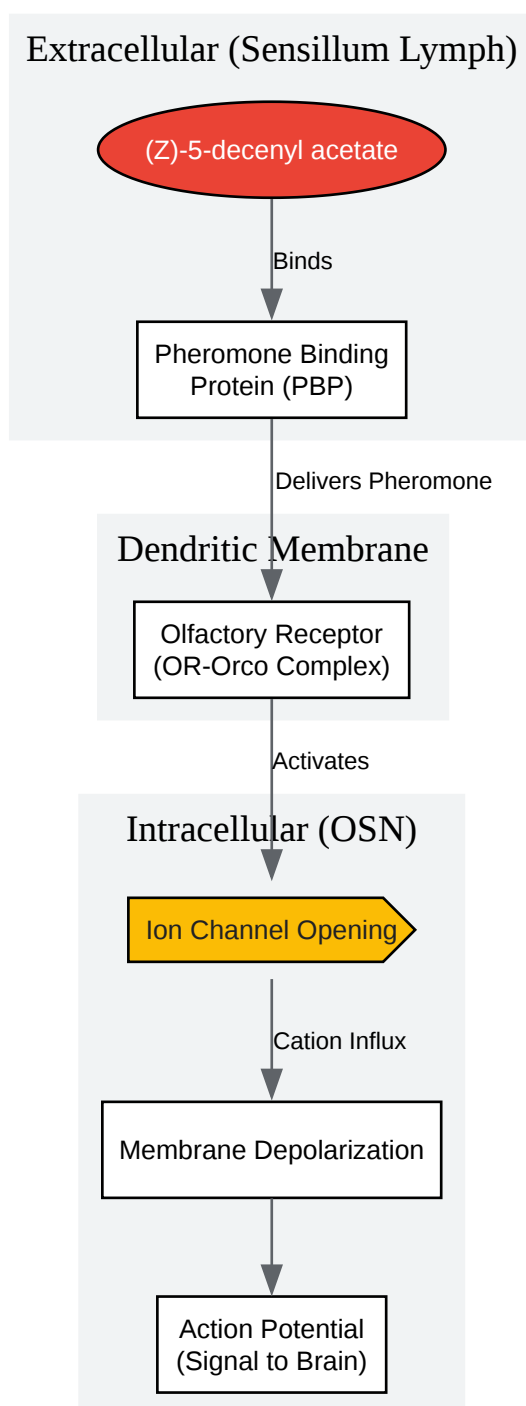 Extracellular (Sensillum Lymph)
(Z)-5-decenyl acetate
Binds
Pheromone Binding
Protein (PBP)
Delivers Pheromone
Dendritic Membrane
Olfactory Receptor
(OR-Orco Complex)
Activates
Intracellular (OSN)
Ion Channel Opening
Cation Influx
Membrane Depolarization
Action Potential
(Signal to Brain)